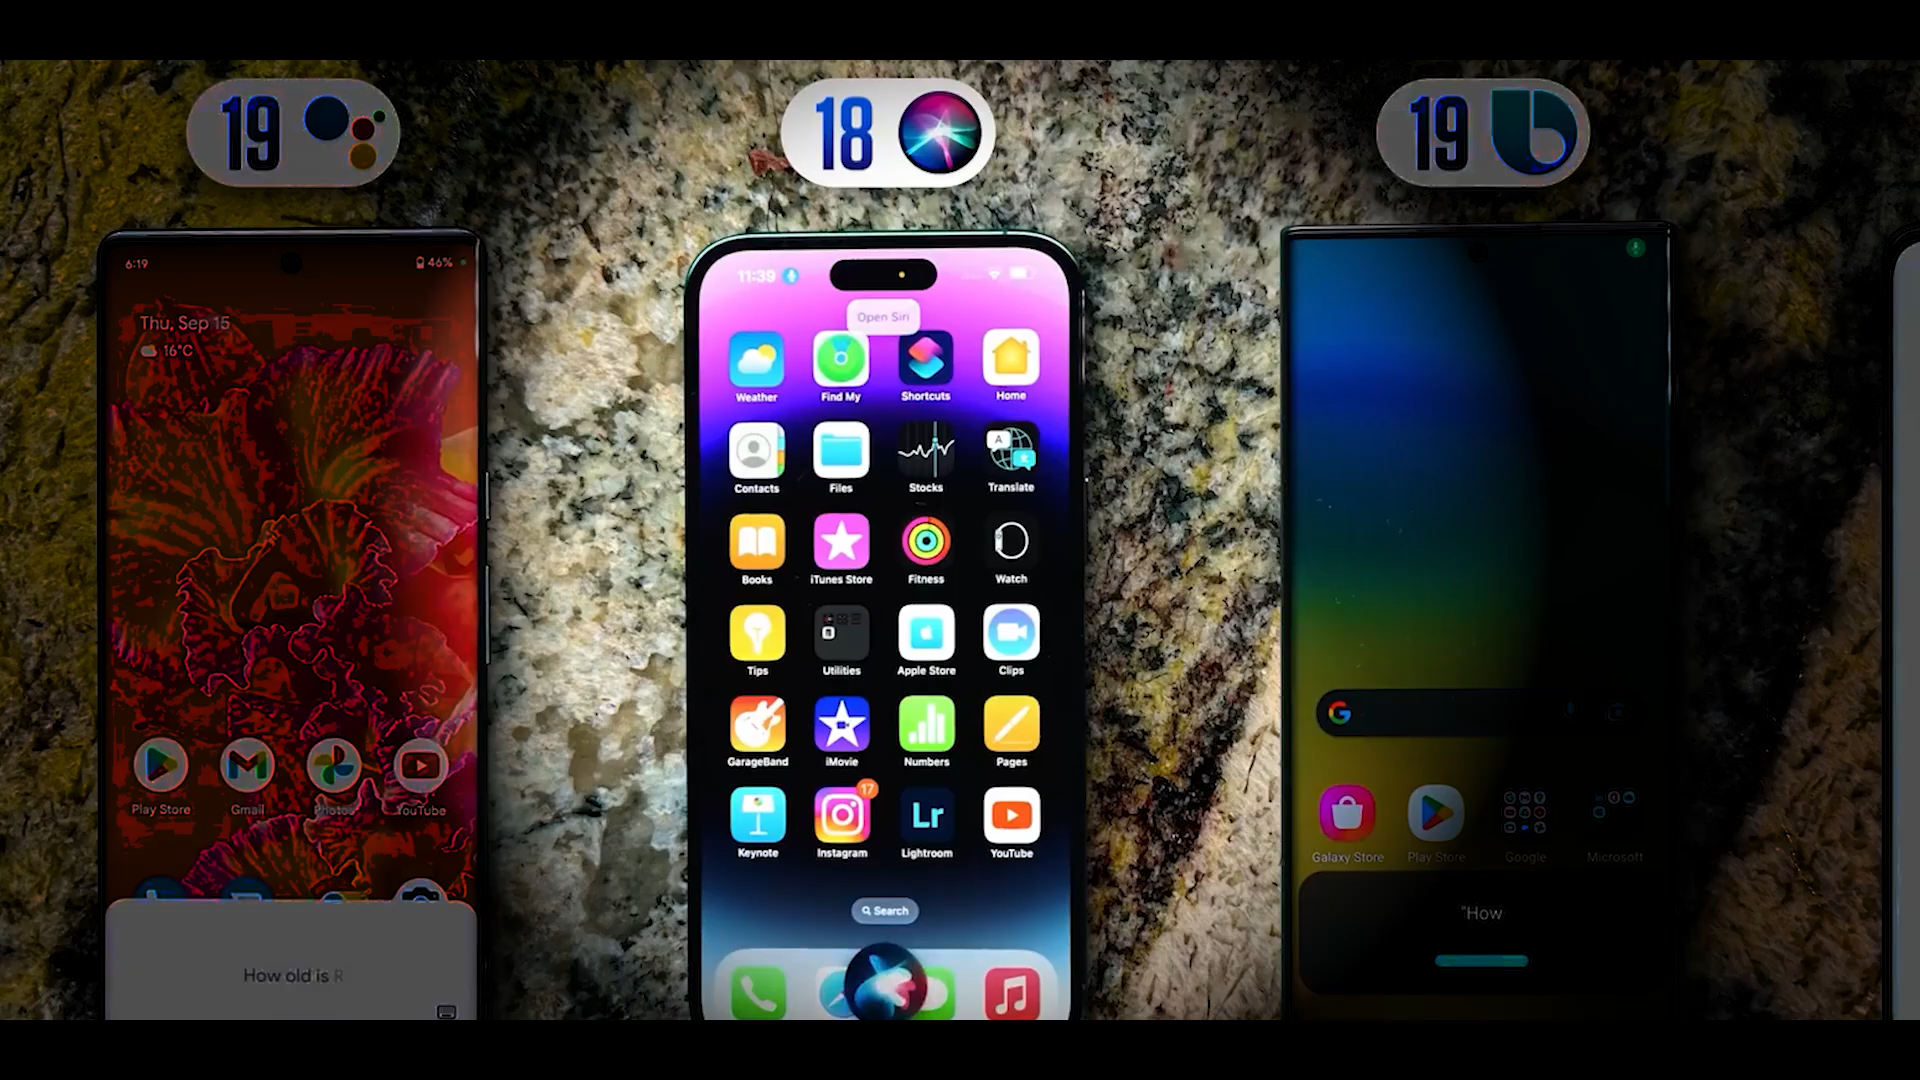 19
18
19
6:19
46%
Thu, Sep 15
16°C
Play Store
Gmail
Photos
YouTube
How old is R
11:39
Open Siri
Weather
Find My
Shortcuts
Home
Contacts
Files
Stocks
Translate
A
Books
iTunes Store
Fitness
Watch
Tips
Utilities
Apple Store
Clips
GarageBand
iMovie
Numbers
Pages
17
Lr
Keynote
Instagram
Lightroom
YouTube
Search
G
Galaxy Store
Play Store
Google
Microsoft
"How